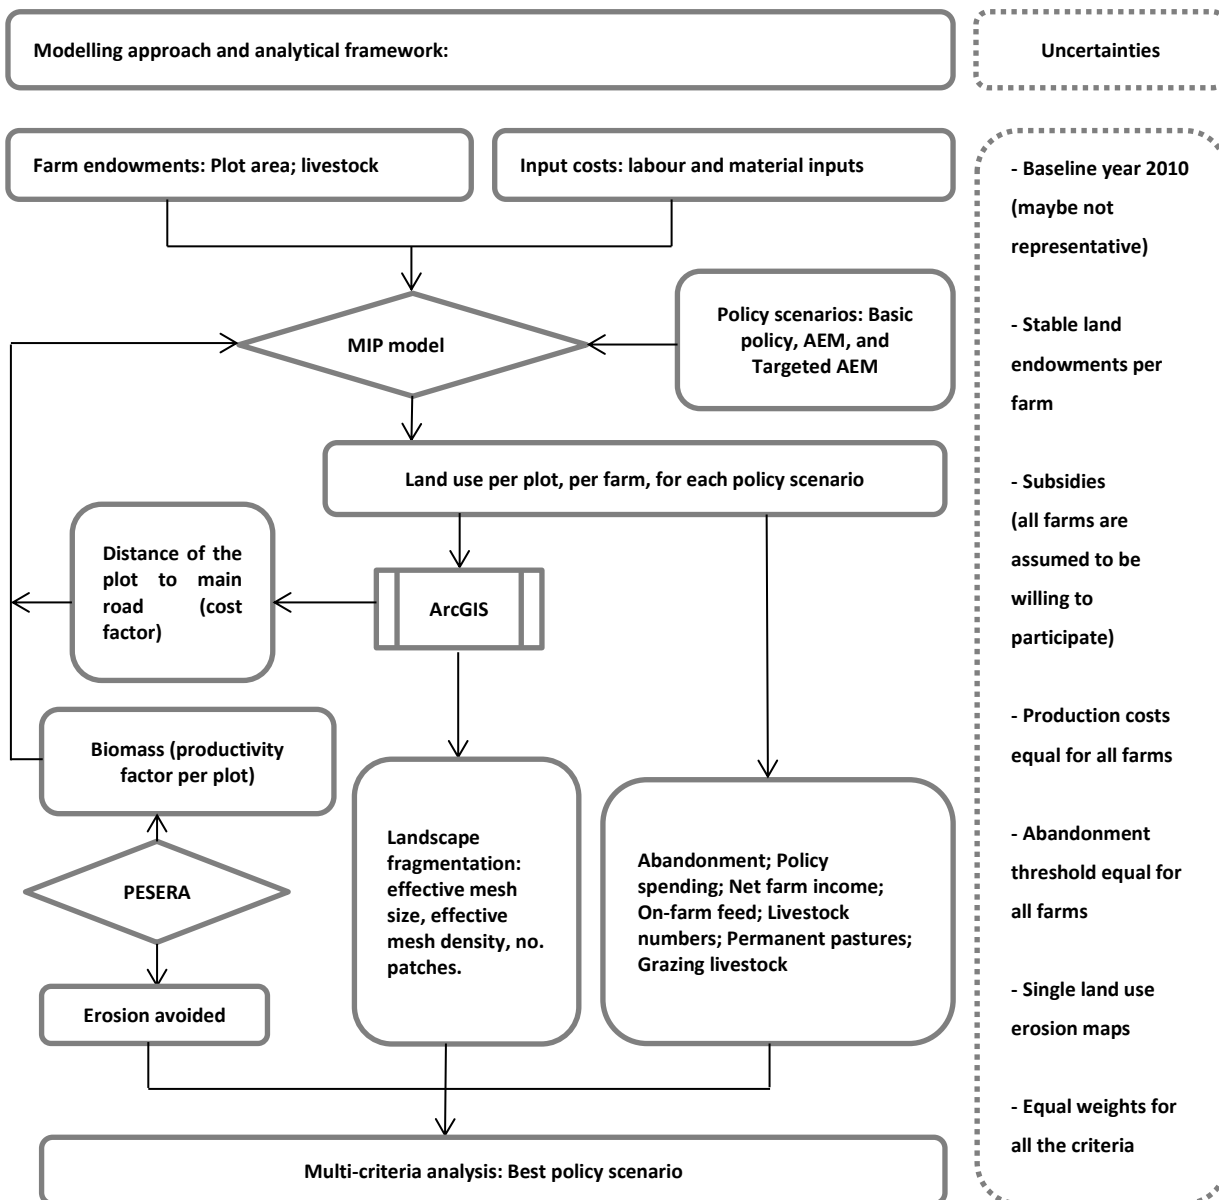 Modelling approach and analytical framework:
Uncertainties
Farm endowments: Plot area; livestock
Input costs: labour and material inputs
Policy scenarios: Basic
policy, AEM, and
Targeted AEM
MIP model
Land use per plot, per farm, for each policy scenario
Distance of the
plot to main
road (cost
factor)
ArcGIS
Biomass (productivity
factor per plot)
PESERA
Erosion avoided
Landscape
fragmentation:
effective mesh
size, effective
mesh density, no.
patches.
Abandonment; Policy
spending; Net farm income;
On-farm feed; Livestock
numbers; Permanent pastures;
Grazing livestock
Multi-criteria analysis: Best policy scenario
- Baseline year 2010
(maybe not
representative)
- Stable land
endowments per
farm
- Subsidies
(all farms are
assumed to be
willing to
participate)
- Production costs
equal for all farms
- Abandonment
threshold equal for
all farms
- Single land use
erosion maps
- Equal weights for
all the criteria